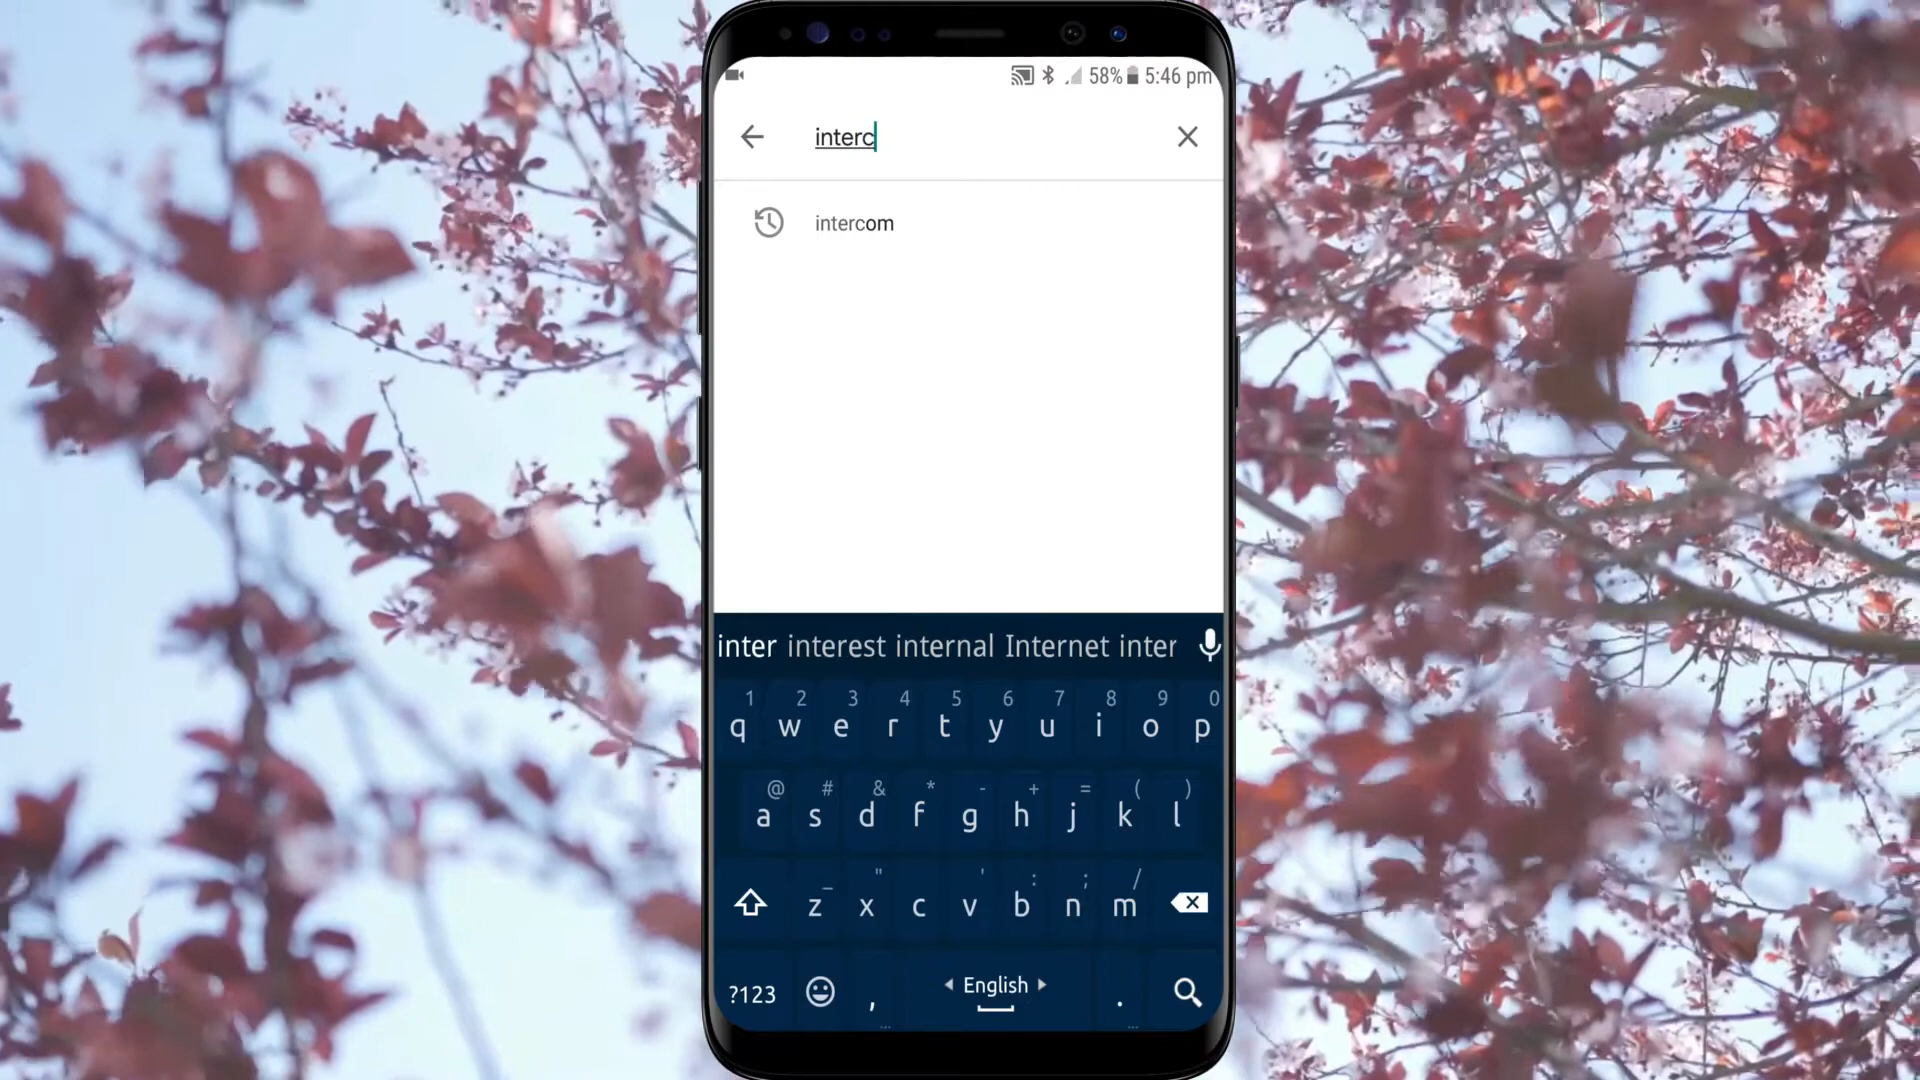 58% 5:46 pm
interc
intercom
inter interest internal Internet inter
1 2 3 4 5 6 7 8 9 0
q w e r t y u i o p
@ # & * - + = ( )
a s d f g h j k l
_ " ' : ; /
z x c v b n m
?123 , English .